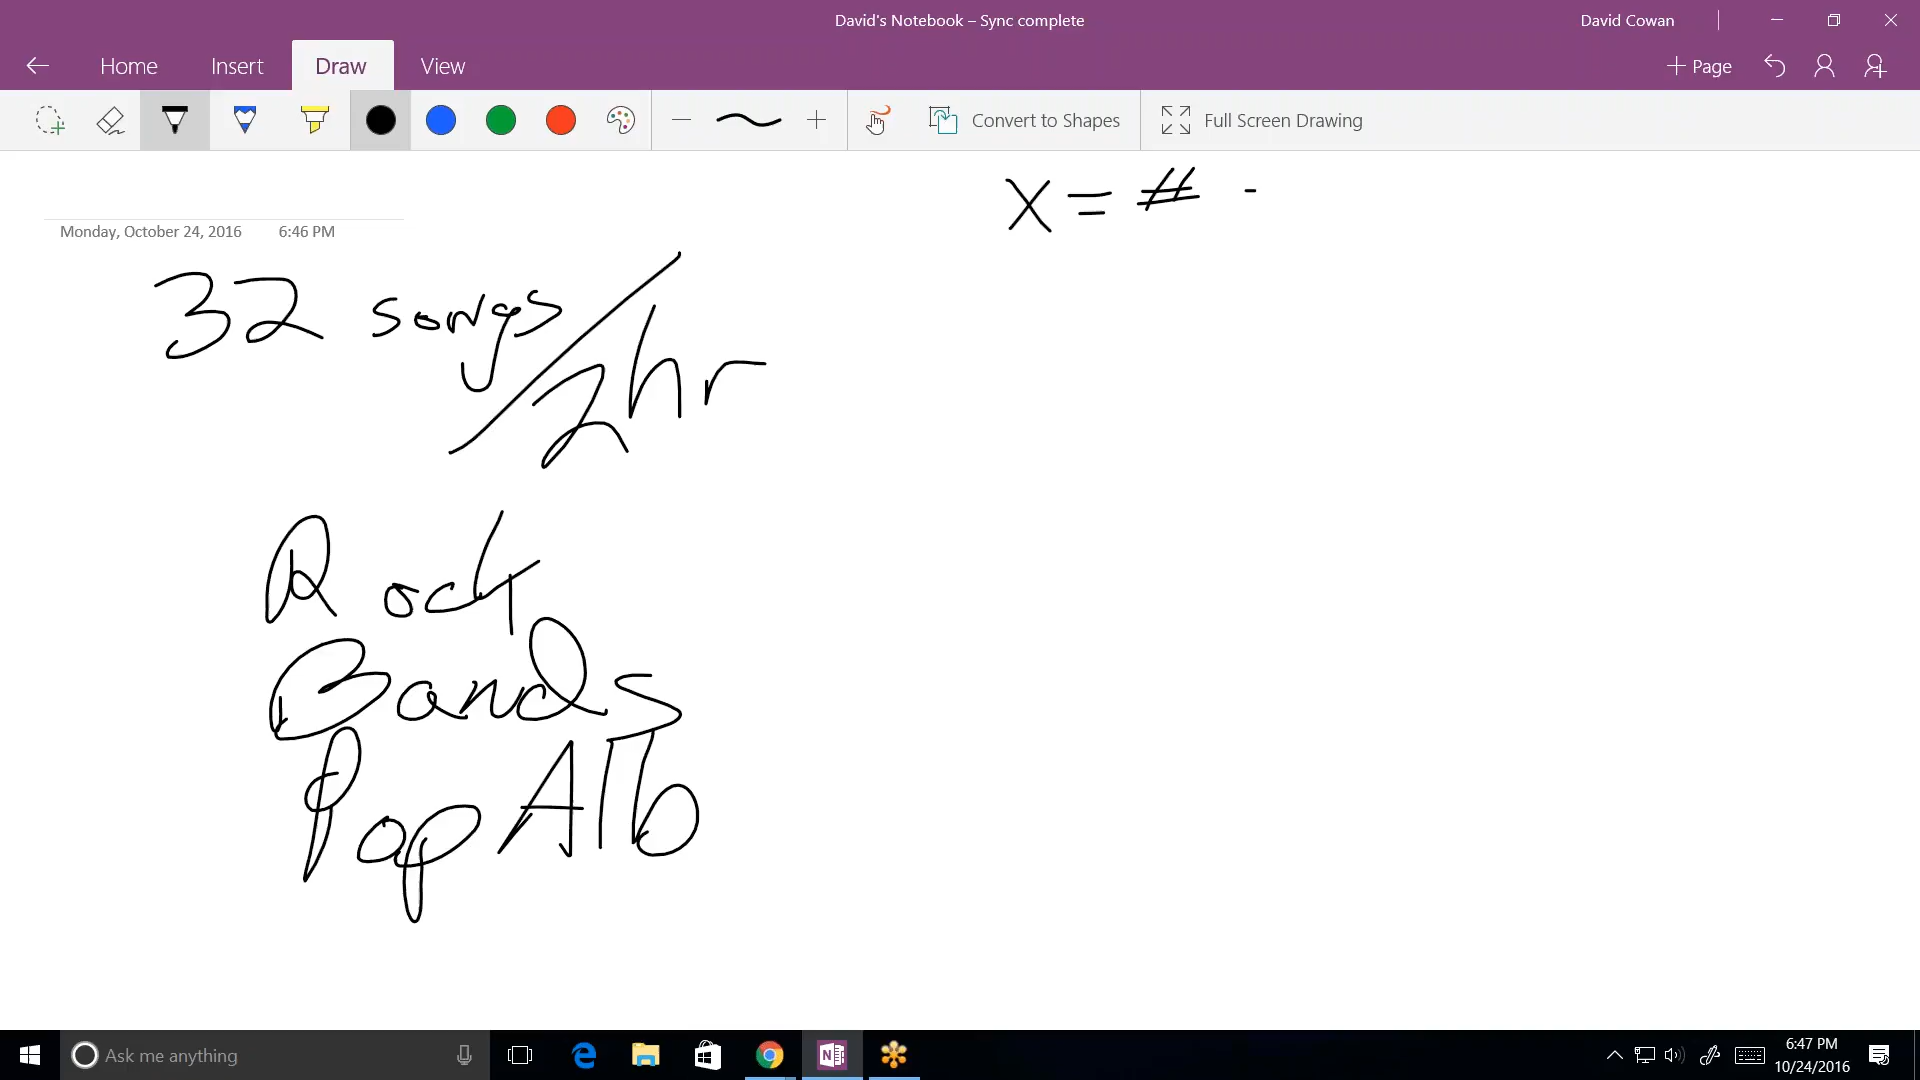 David's Notebook – Sync complete
David Cowan
Home
Insert
Draw
View
Page
Convert to Shapes
Full Screen Drawing
Monday, October 24, 2016 6:46 PM
X = # -
32 songs/2hr
Rock
Bands
Pop Alb
Ask me anything
6:47 PM
10/24/2016